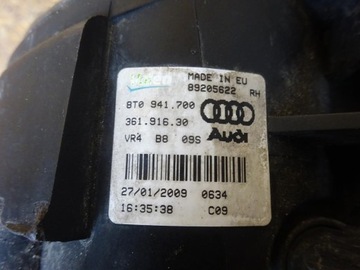 Valeo MADE IN EU
89205622 RH
8T0 941.700
361.916.30 Audi
VR4 B8 09S
27/01/2009 0634
16:35:38 C09